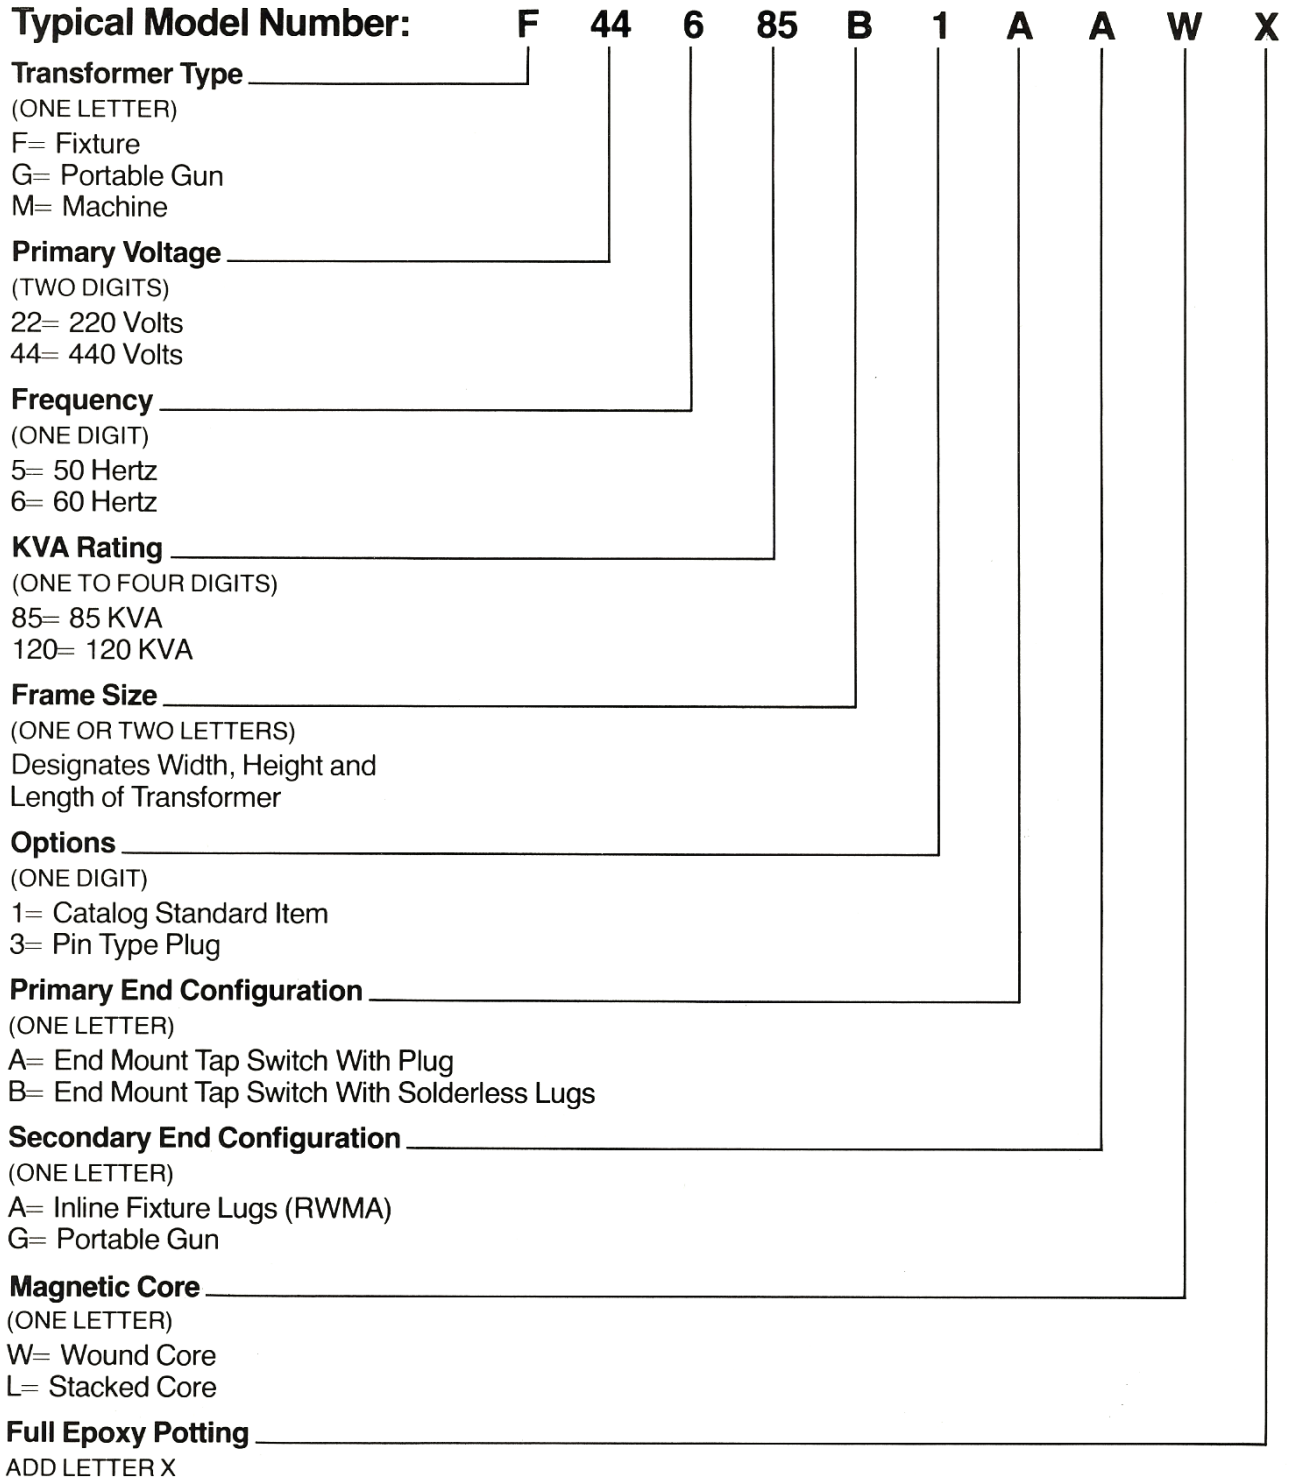 Typical Model Number: F 44 6 85 B 1 A A W X
Transformer Type
(ONE LETTER)
F= Fixture
G= Portable Gun
M= Machine
Primary Voltage
(TWO DIGITS)
22= 220 Volts
44= 440 Volts
Frequency
(ONE DIGIT)
5= 50 Hertz
6= 60 Hertz
KVA Rating
(ONE TO FOUR DIGITS)
85= 85 KVA
120= 120 KVA
Frame Size
(ONE OR TWO LETTERS)
Designates Width, Height and
Length of Transformer
Options
(ONE DIGIT)
1= Catalog Standard Item
3= Pin Type Plug
Primary End Configuration
(ONE LETTER)
A= End Mount Tap Switch With Plug
B= End Mount Tap Switch With Solderless Lugs
Secondary End Configuration
(ONE LETTER)
A= Inline Fixture Lugs (RWMA)
G= Portable Gun
Magnetic Core
(ONE LETTER)
W= Wound Core
L= Stacked Core
Full Epoxy Potting
ADD LETTER X